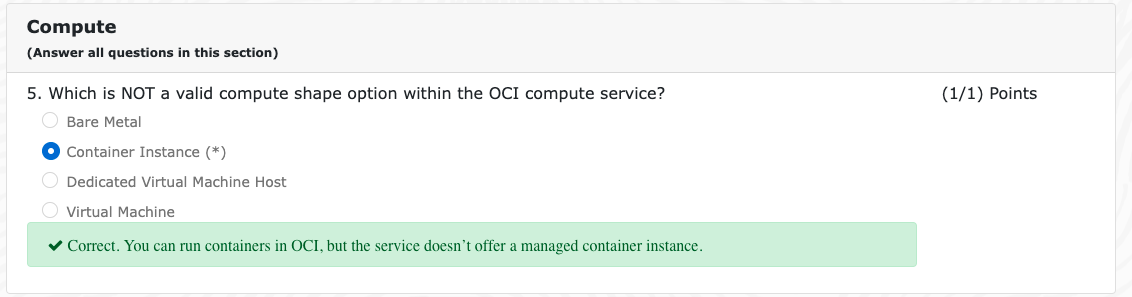 Compute
(Answer all questions in this section)
5. Which is NOT a valid compute shape option within the OCI compute service? (1/1) Points
Bare Metal
Container Instance (*)
Dedicated Virtual Machine Host
Virtual Machine
✔ Correct. You can run containers in OCI, but the service doesn’t offer a managed container instance.